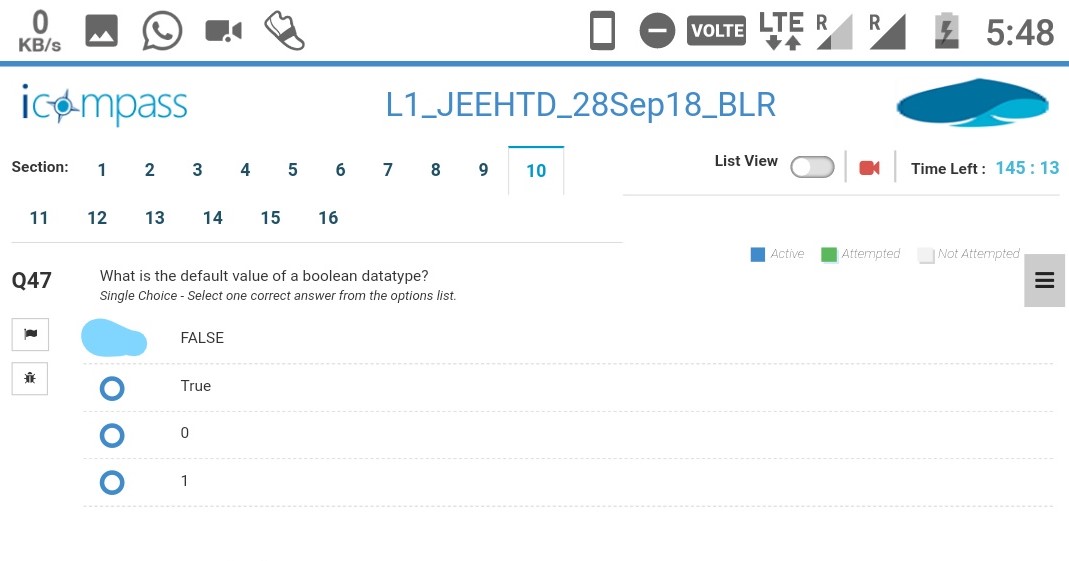 0
KB/s
VOLTE
LTE
R
R
5:48
icompass
L1_JEEHTD_28Sep18_BLR
Section: 1 2 3 4 5 6 7 8 9 10
List View
Time Left : 145 : 13
11 12 13 14 15 16
Active Attempted Not Attempted
Q47
What is the default value of a boolean datatype?
Single Choice - Select one correct answer from the options list.
FALSE
True
0
1